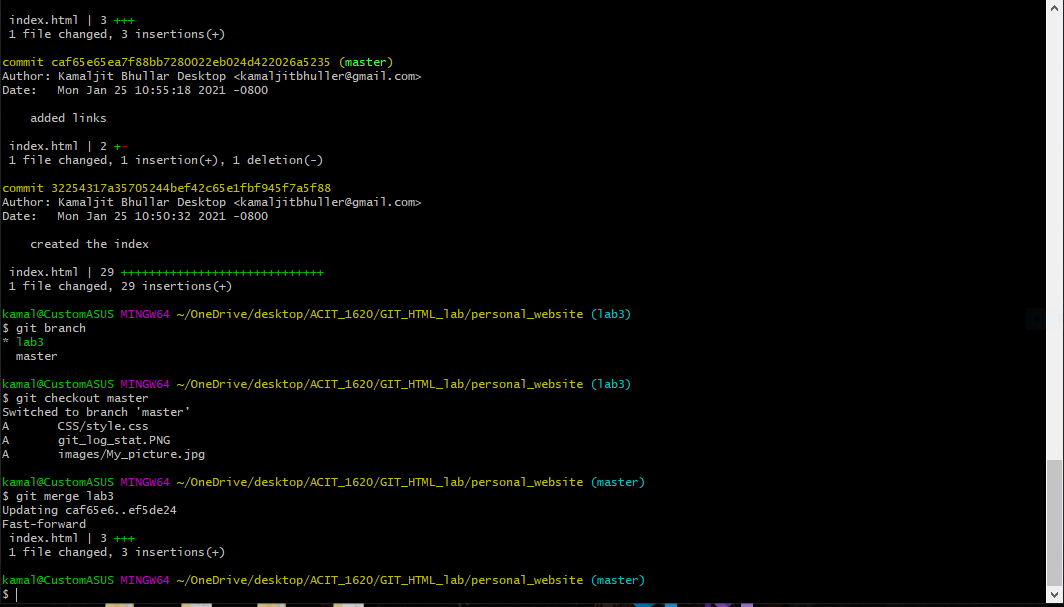 index.html | 3 +++
1 file changed, 3 insertions(+)
commit caf65e65ea7f88bb7280022eb024d422026a5235 (master)
Author: Kamaljit Bhullar Desktop <kamaljitbhuller@gmail.com>
Date:   Mon Jan 25 10:55:18 2021 -0800
added links
index.html | 2 +-
1 file changed, 1 insertion(+), 1 deletion(-)
commit 32254317a35705244bef42c65e1fbf945f7a5f88
Author: Kamaljit Bhullar Desktop <kamaljitbhuller@gmail.com>
Date:   Mon Jan 25 10:50:32 2021 -0800
created the index
index.html | 29 +++++++++++++++++++++++++++++
1 file changed, 29 insertions(+)
kamal@CustomASUS MINGW64 ~/OneDrive/desktop/ACIT_1620/GIT_HTML_lab/personal_website (lab3)
$ git branch
* lab3
master
kamal@CustomASUS MINGW64 ~/OneDrive/desktop/ACIT_1620/GIT_HTML_lab/personal_website (lab3)
$ git checkout master
Switched to branch 'master'
A       CSS/style.css
A       git_log_stat.PNG
A       images/My_picture.jpg
kamal@CustomASUS MINGW64 ~/OneDrive/desktop/ACIT_1620/GIT_HTML_lab/personal_website (master)
$ git merge lab3
Updating caf65e6..ef5de24
Fast-forward
index.html | 3 +++
1 file changed, 3 insertions(+)
kamal@CustomASUS MINGW64 ~/OneDrive/desktop/ACIT_1620/GIT_HTML_lab/personal_website (master)
$